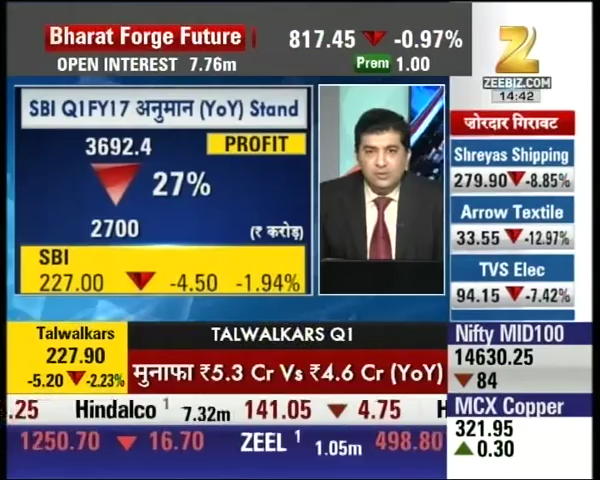 Bharat Forge Future
817.45 -0.97%
OPEN INTEREST 7.76m
Prem 1.00
Z
ZEEBIZ.COM
14:42
SBI Q1FY17 अनुमान (YoY) Stand
3692.4
PROFIT
27%
2700
(₹ करोड़)
SBI
227.00 -4.50 -1.94%
ज़ोरदार गिरावट
Shreyas Shipping
279.90 -8.85%
Arrow Textile
33.55 -12.97%
TVS Elec
94.15 -7.42%
Talwalkars
227.90
-5.20 -2.23%
TALWALKARS Q1
मुनाफा ₹5.3 Cr Vs ₹4.6 Cr (YoY)
Nifty MID100
14630.25
84
MCX Copper
321.95
0.30
.25 Hindalco 1 7.32m 141.05 4.75 H
1250.70 16.70 ZEEL 1 1.05m 498.80